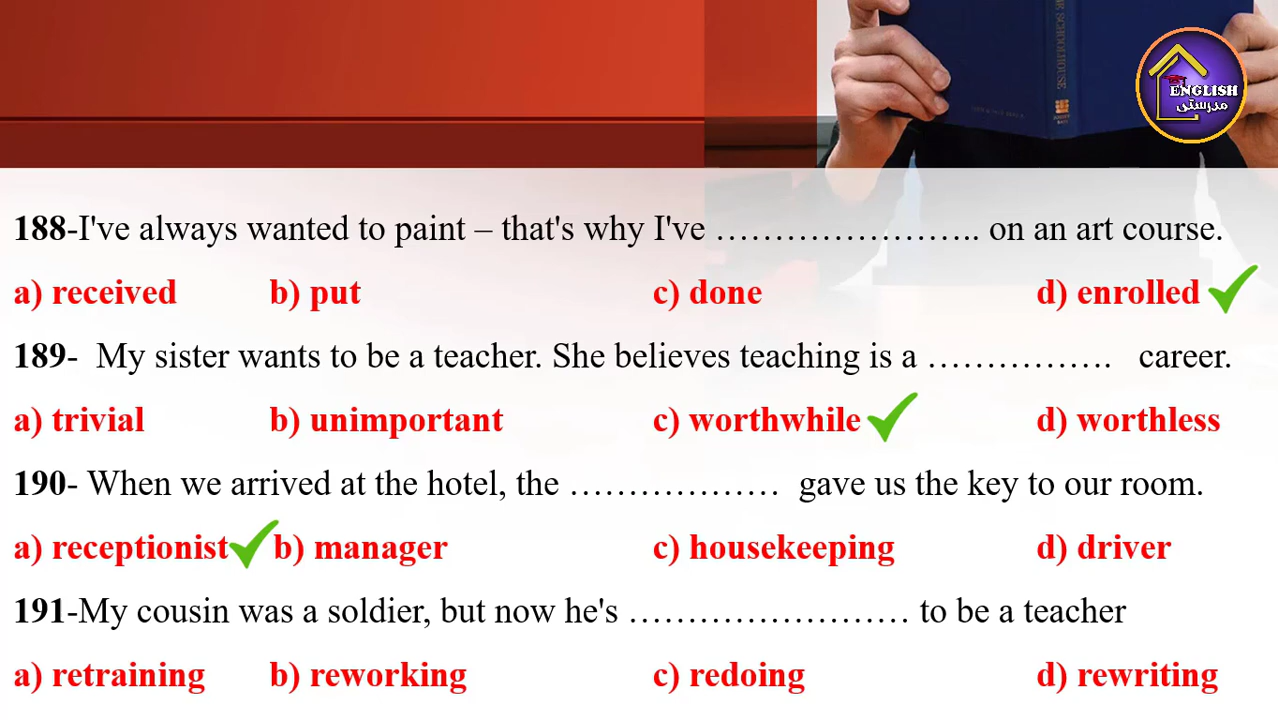 ENGLISH
مدرستي
188-I've always wanted to paint – that's why I've …………………….. on an art course.
a) received b) put c) done d) enrolled
189- My sister wants to be a teacher. She believes teaching is a ……………. career.
a) trivial b) unimportant c) worthwhile d) worthless
190- When we arrived at the hotel, the ……………… gave us the key to our room.
a) receptionist b) manager c) housekeeping d) driver
191-My cousin was a soldier, but now he's …………………… to be a teacher
a) retraining b) reworking c) redoing d) rewriting